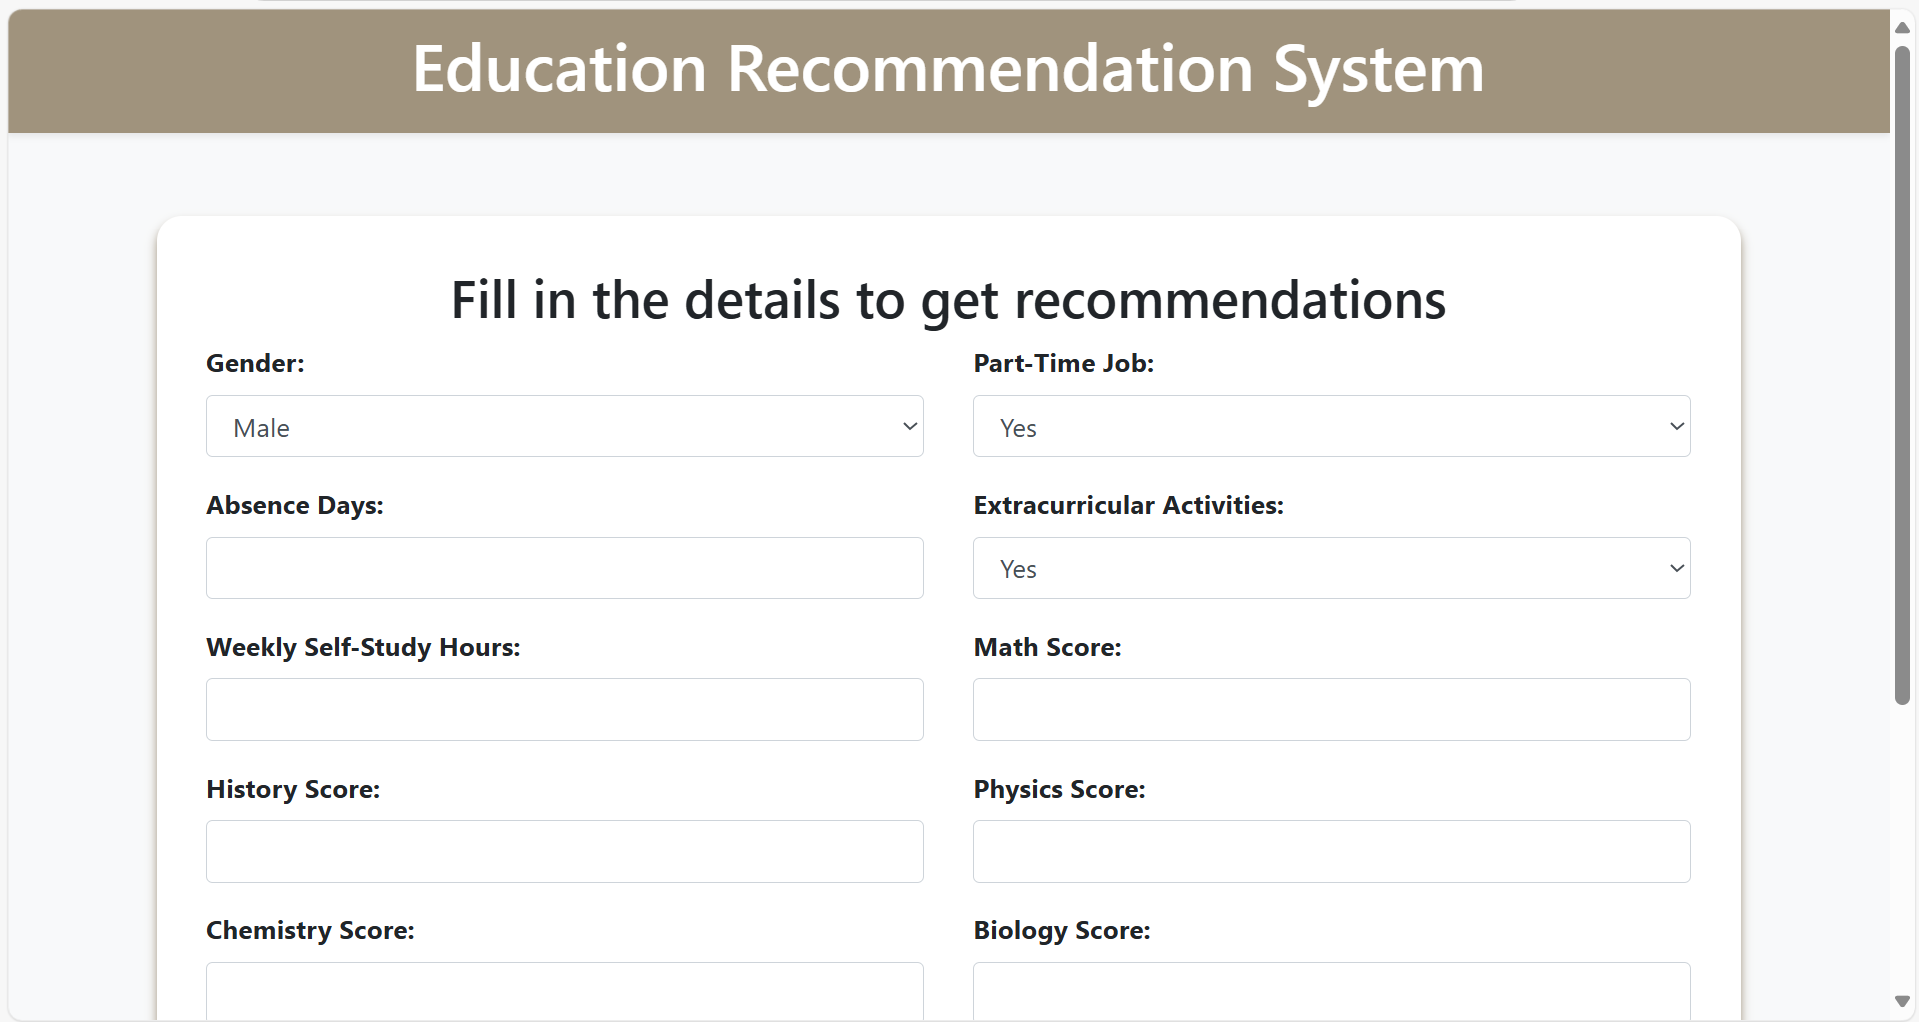 Education Recommendation System
Fill in the details to get recommendations
Gender:
Part-Time Job:
Male
Yes
Absence Days:
Extracurricular Activities:
Yes
Weekly Self-Study Hours:
Math Score:
History Score:
Physics Score:
Chemistry Score:
Biology Score: